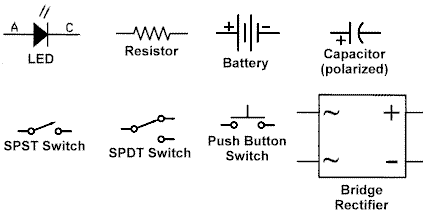 A C
LED
Resistor
+ -
Battery
+
Capacitor
(polarized)
SPST Switch
SPDT Switch
Push Button
Switch
~ +
~ -
Bridge
Rectifier